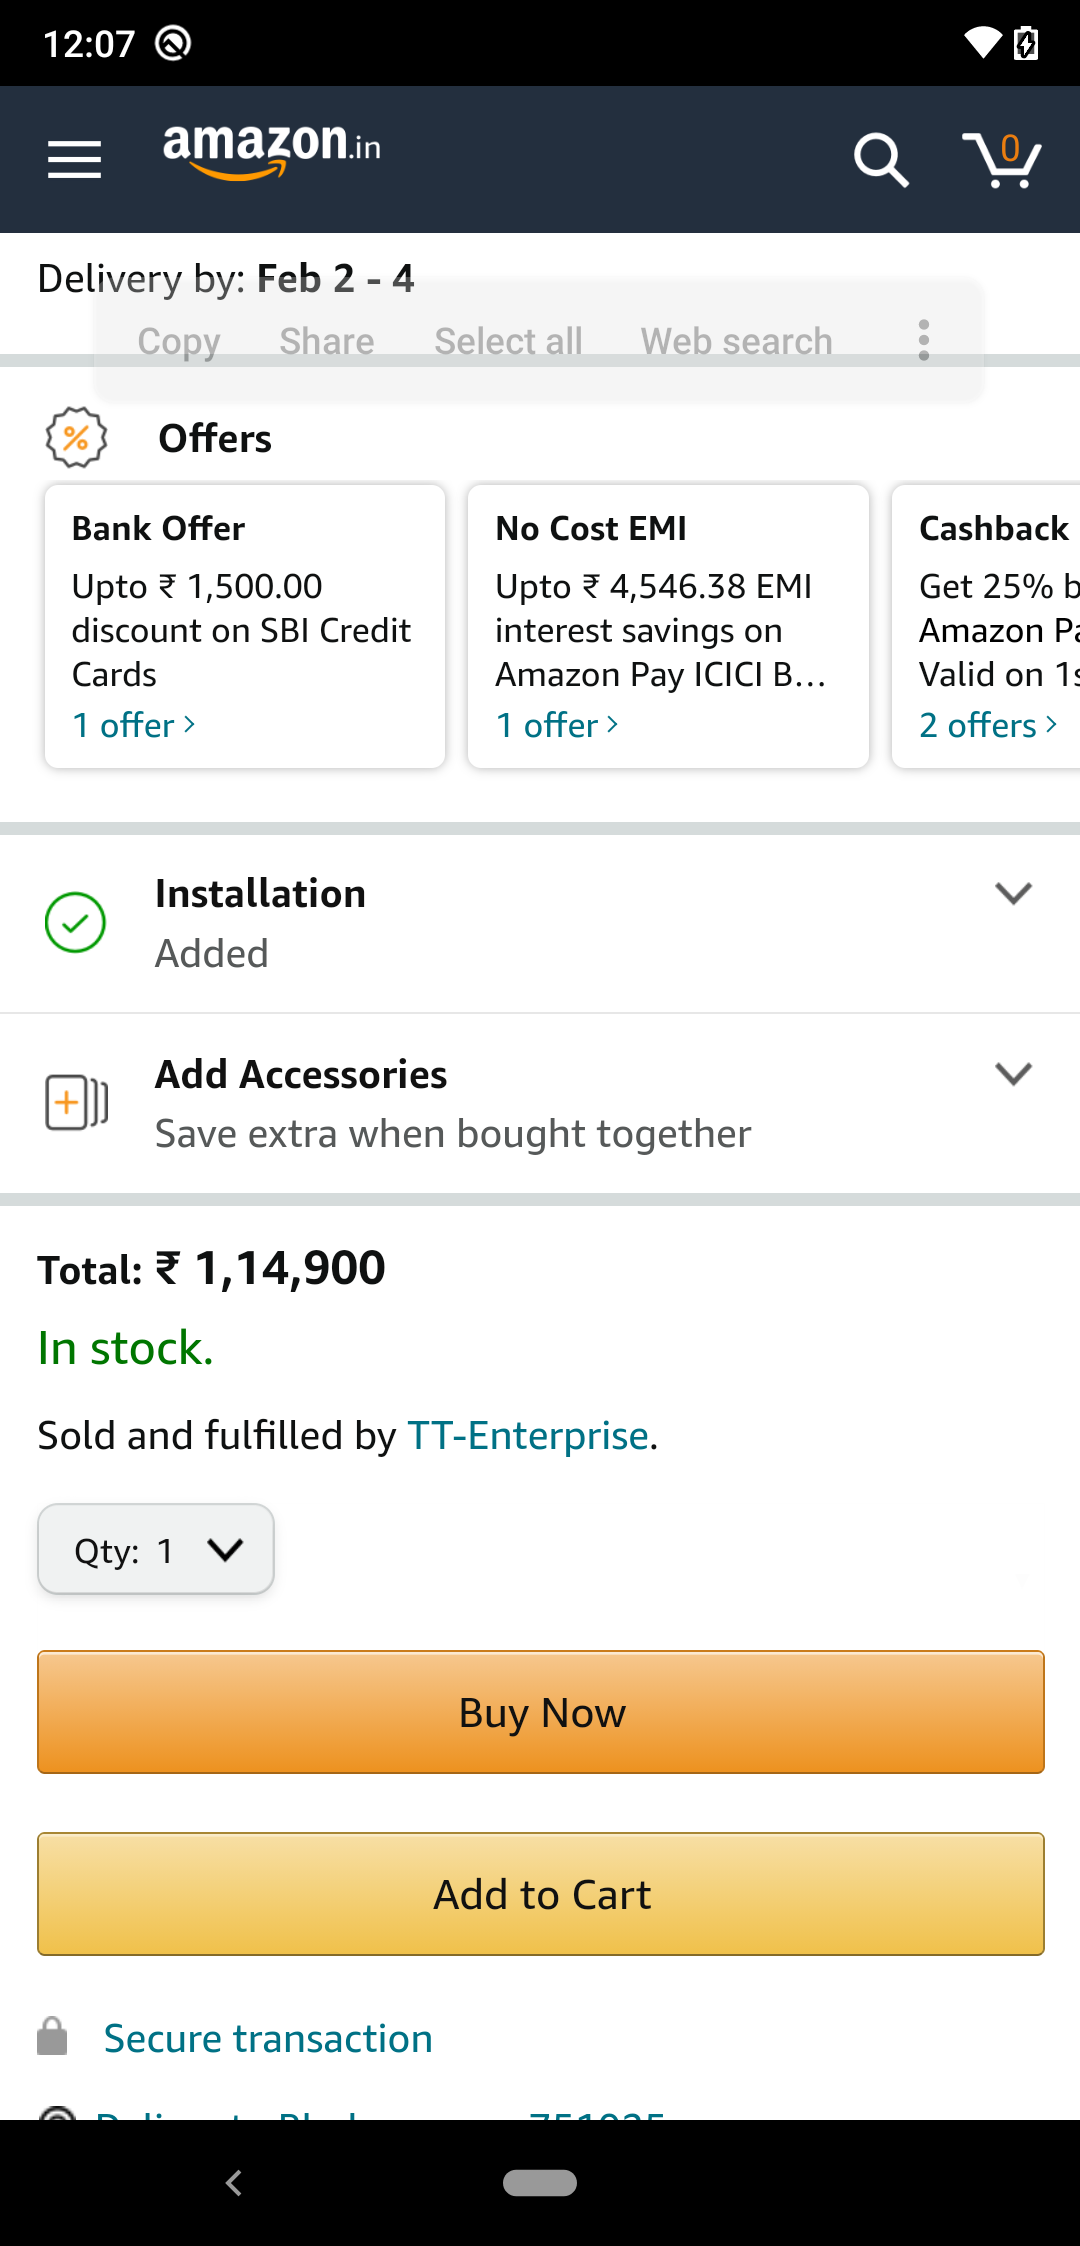 12:07
amazon.in
0
Delivery by: Feb 2 - 4
Copy Share Select all Web search
Offers
Bank Offer
Upto ₹ 1,500.00
discount on SBI Credit
Cards
1 offer
No Cost EMI
Upto ₹ 4,546.38 EMI
interest savings on
Amazon Pay ICICI B...
1 offer
Cashback
Get 25% b
Amazon Pa
Valid on 1s
2 offers
Installation
Added
Add Accessories
Save extra when bought together
Total: ₹ 1,14,900
In stock.
Sold and fulfilled by TT-Enterprise.
Qty: 1
Buy Now
Add to Cart
Secure transaction